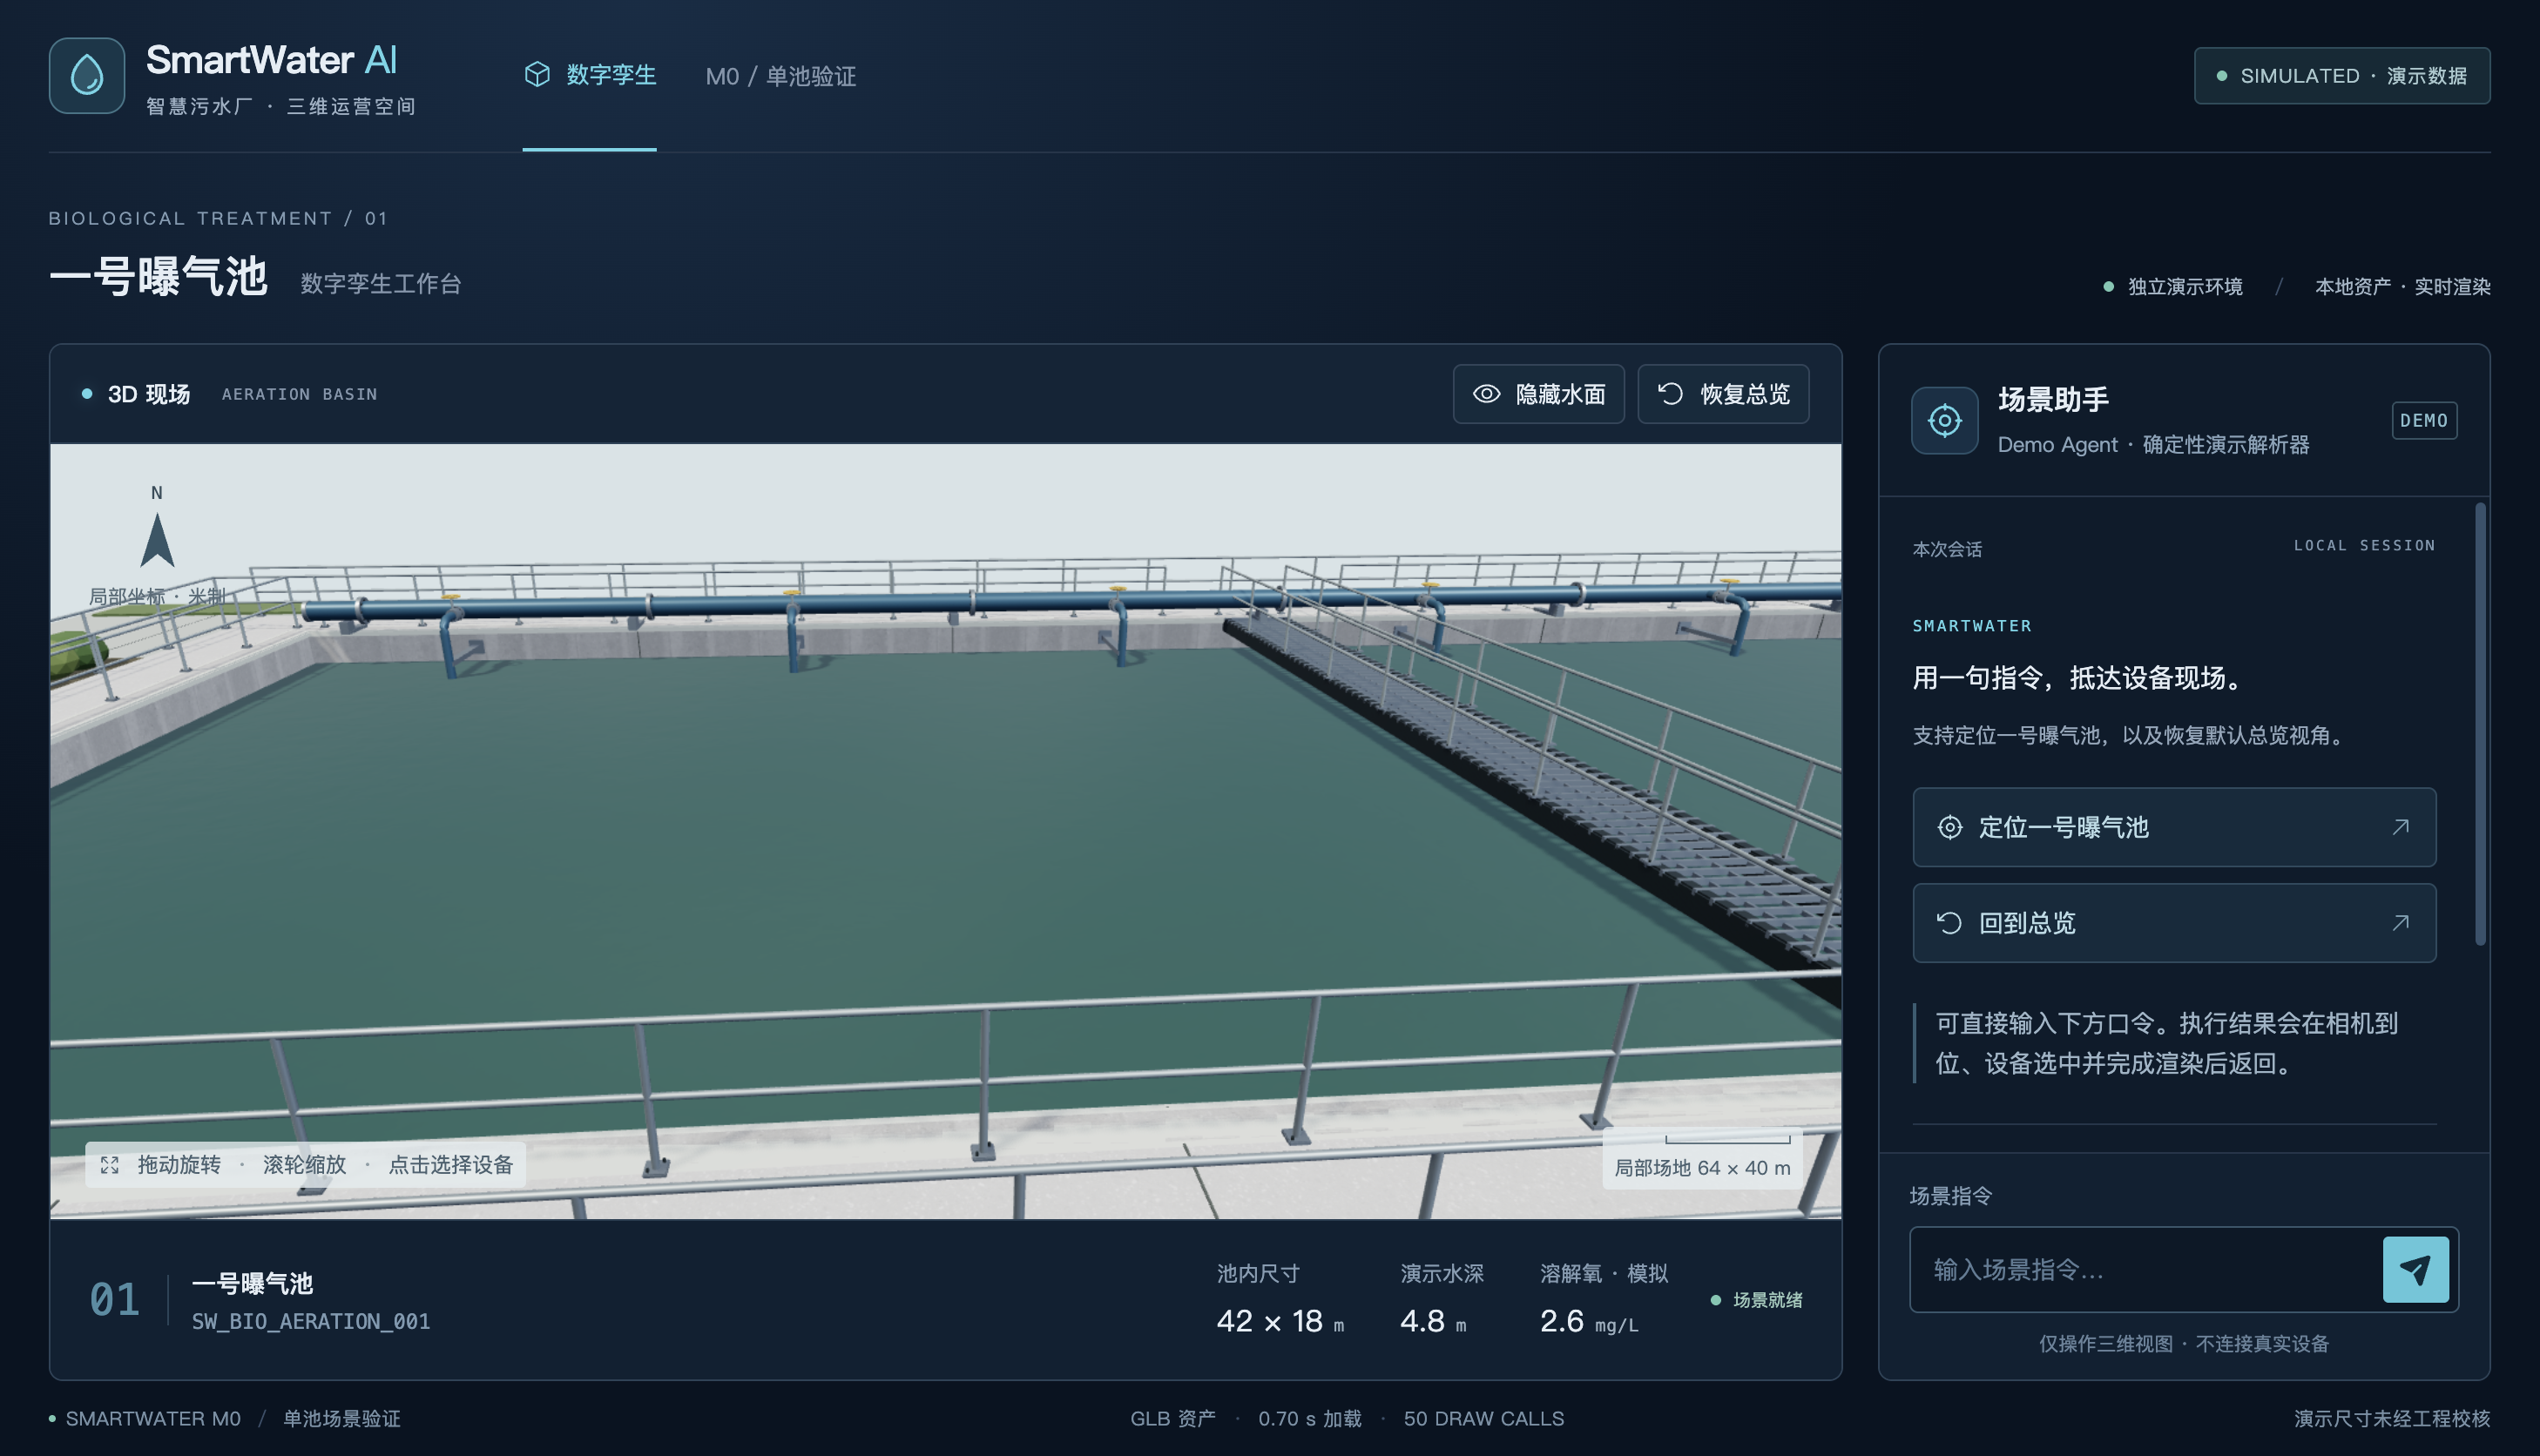 SmartWater AI
智慧污水厂 · 三维运营空间
数字孪生
M0 / 单池验证
SIMULATED · 演示数据
BIOLOGICAL TREATMENT / 01
一号曝气池
数字孪生工作台
独立演示环境 / 本地资产 · 实时渲染
3D 现场
AERATION BASIN
隐藏水面
恢复总览
N
局部坐标 · 米制
拖动旋转 · 滚轮缩放 · 点击选择设备
局部场地 64 × 40 m
01
一号曝气池
SW_BIO_AERATION_001
池内尺寸
42 × 18 m
演示水深
4.8 m
溶解氧 · 模拟
2.6 mg/L
场景就绪
场景助手
Demo Agent · 确定性演示解析器
DEMO
本次会话
LOCAL SESSION
SMARTWATER
用一句指令，抵达设备现场。
支持定位一号曝气池，以及恢复默认总览视角。
定位一号曝气池
回到总览
可直接输入下方口令。执行结果会在相机到
位、设备选中并完成渲染后返回。
场景指令
输入场景指令...
仅操作三维视图 · 不连接真实设备
SMARTWATER M0 / 单池场景验证
GLB 资产 · 0.70 s 加载 · 50 DRAW CALLS
演示尺寸未经工程校核